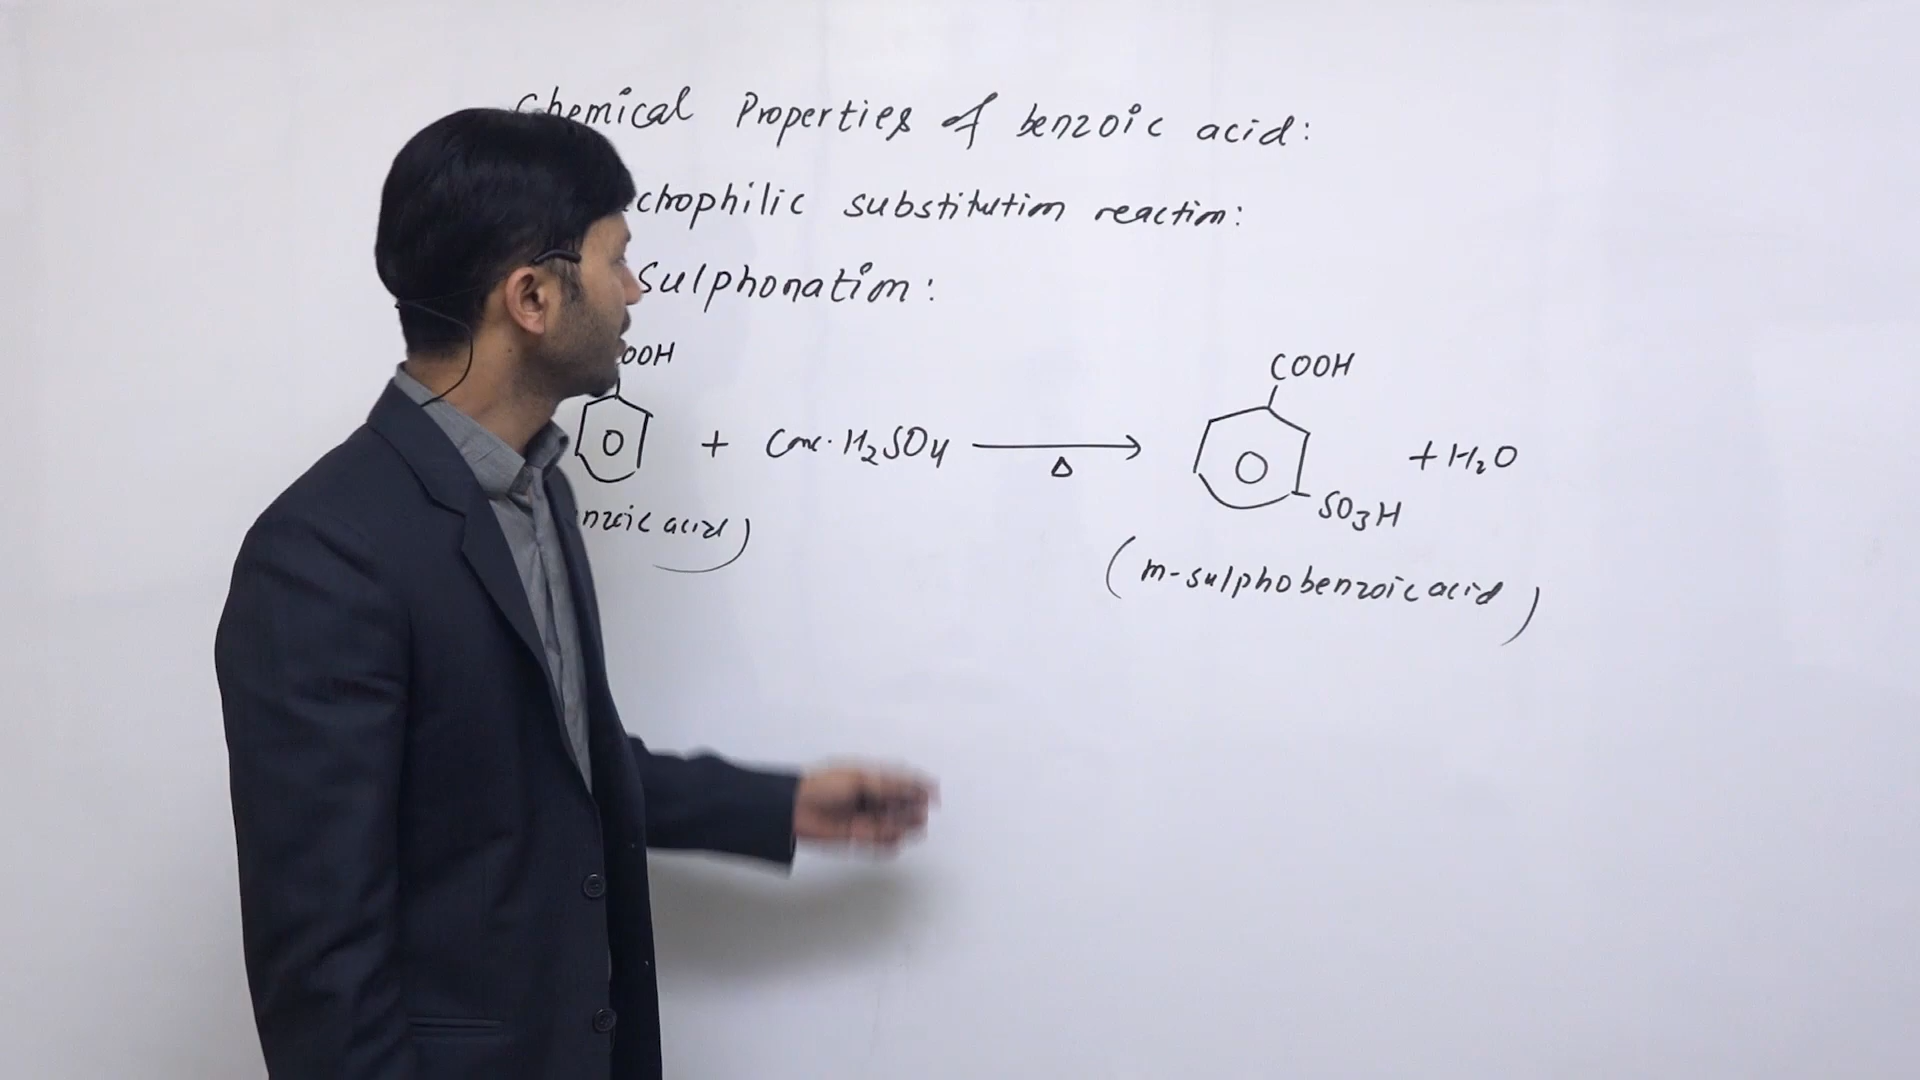 Chemical Properties of benzoic acid:
ctrophilic substitution reaction:
Sulphonation:
OOH COOH
+ Conc. H₂SO₄ → Δ + H₂O
SO₃H
nzoic acid) (m-sulphobenzoic acid)